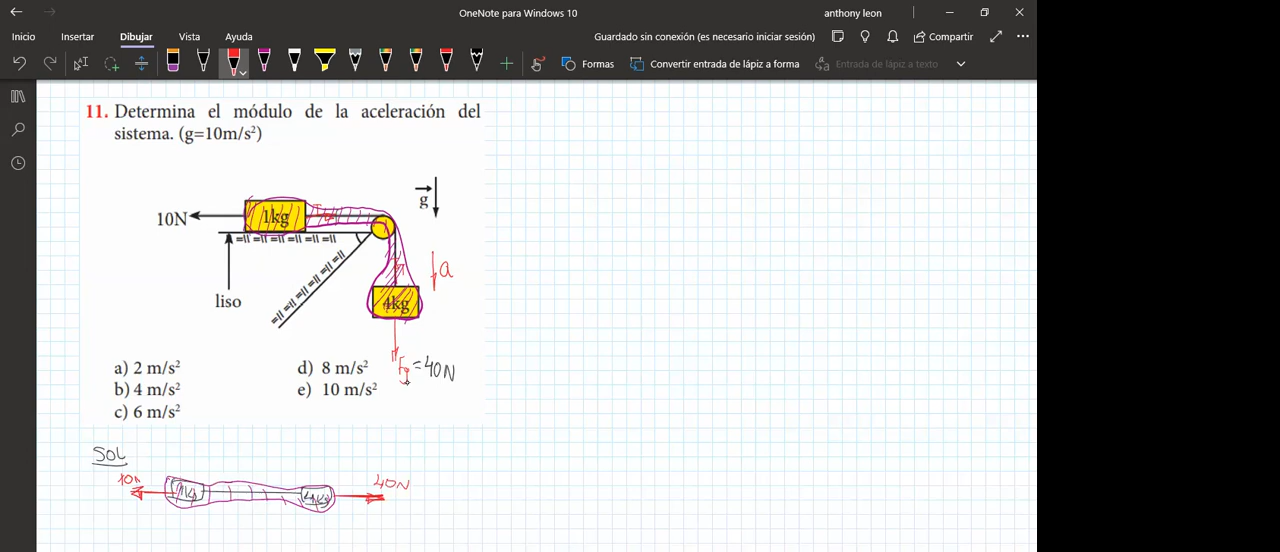 OneNote para Windows 10
anthony leon
Inicio Insertar Dibujar Vista Ayuda
Guardado sin conexión (es necesario iniciar sesión)
Compartir
Formas
Convertir entrada de lápiz a forma
Entrada de lápiz a texto
11. Determina el módulo de la aceleración del
sistema. (g=10m/s²)
g
10N
1kg
T
a
liso
4kg
a) 2 m/s²
d) 8 m/s²
Fg = 40N
b) 4 m/s²
e) 10 m/s²
c) 6 m/s²
SOL
10N
40N
1Kg
4Kg